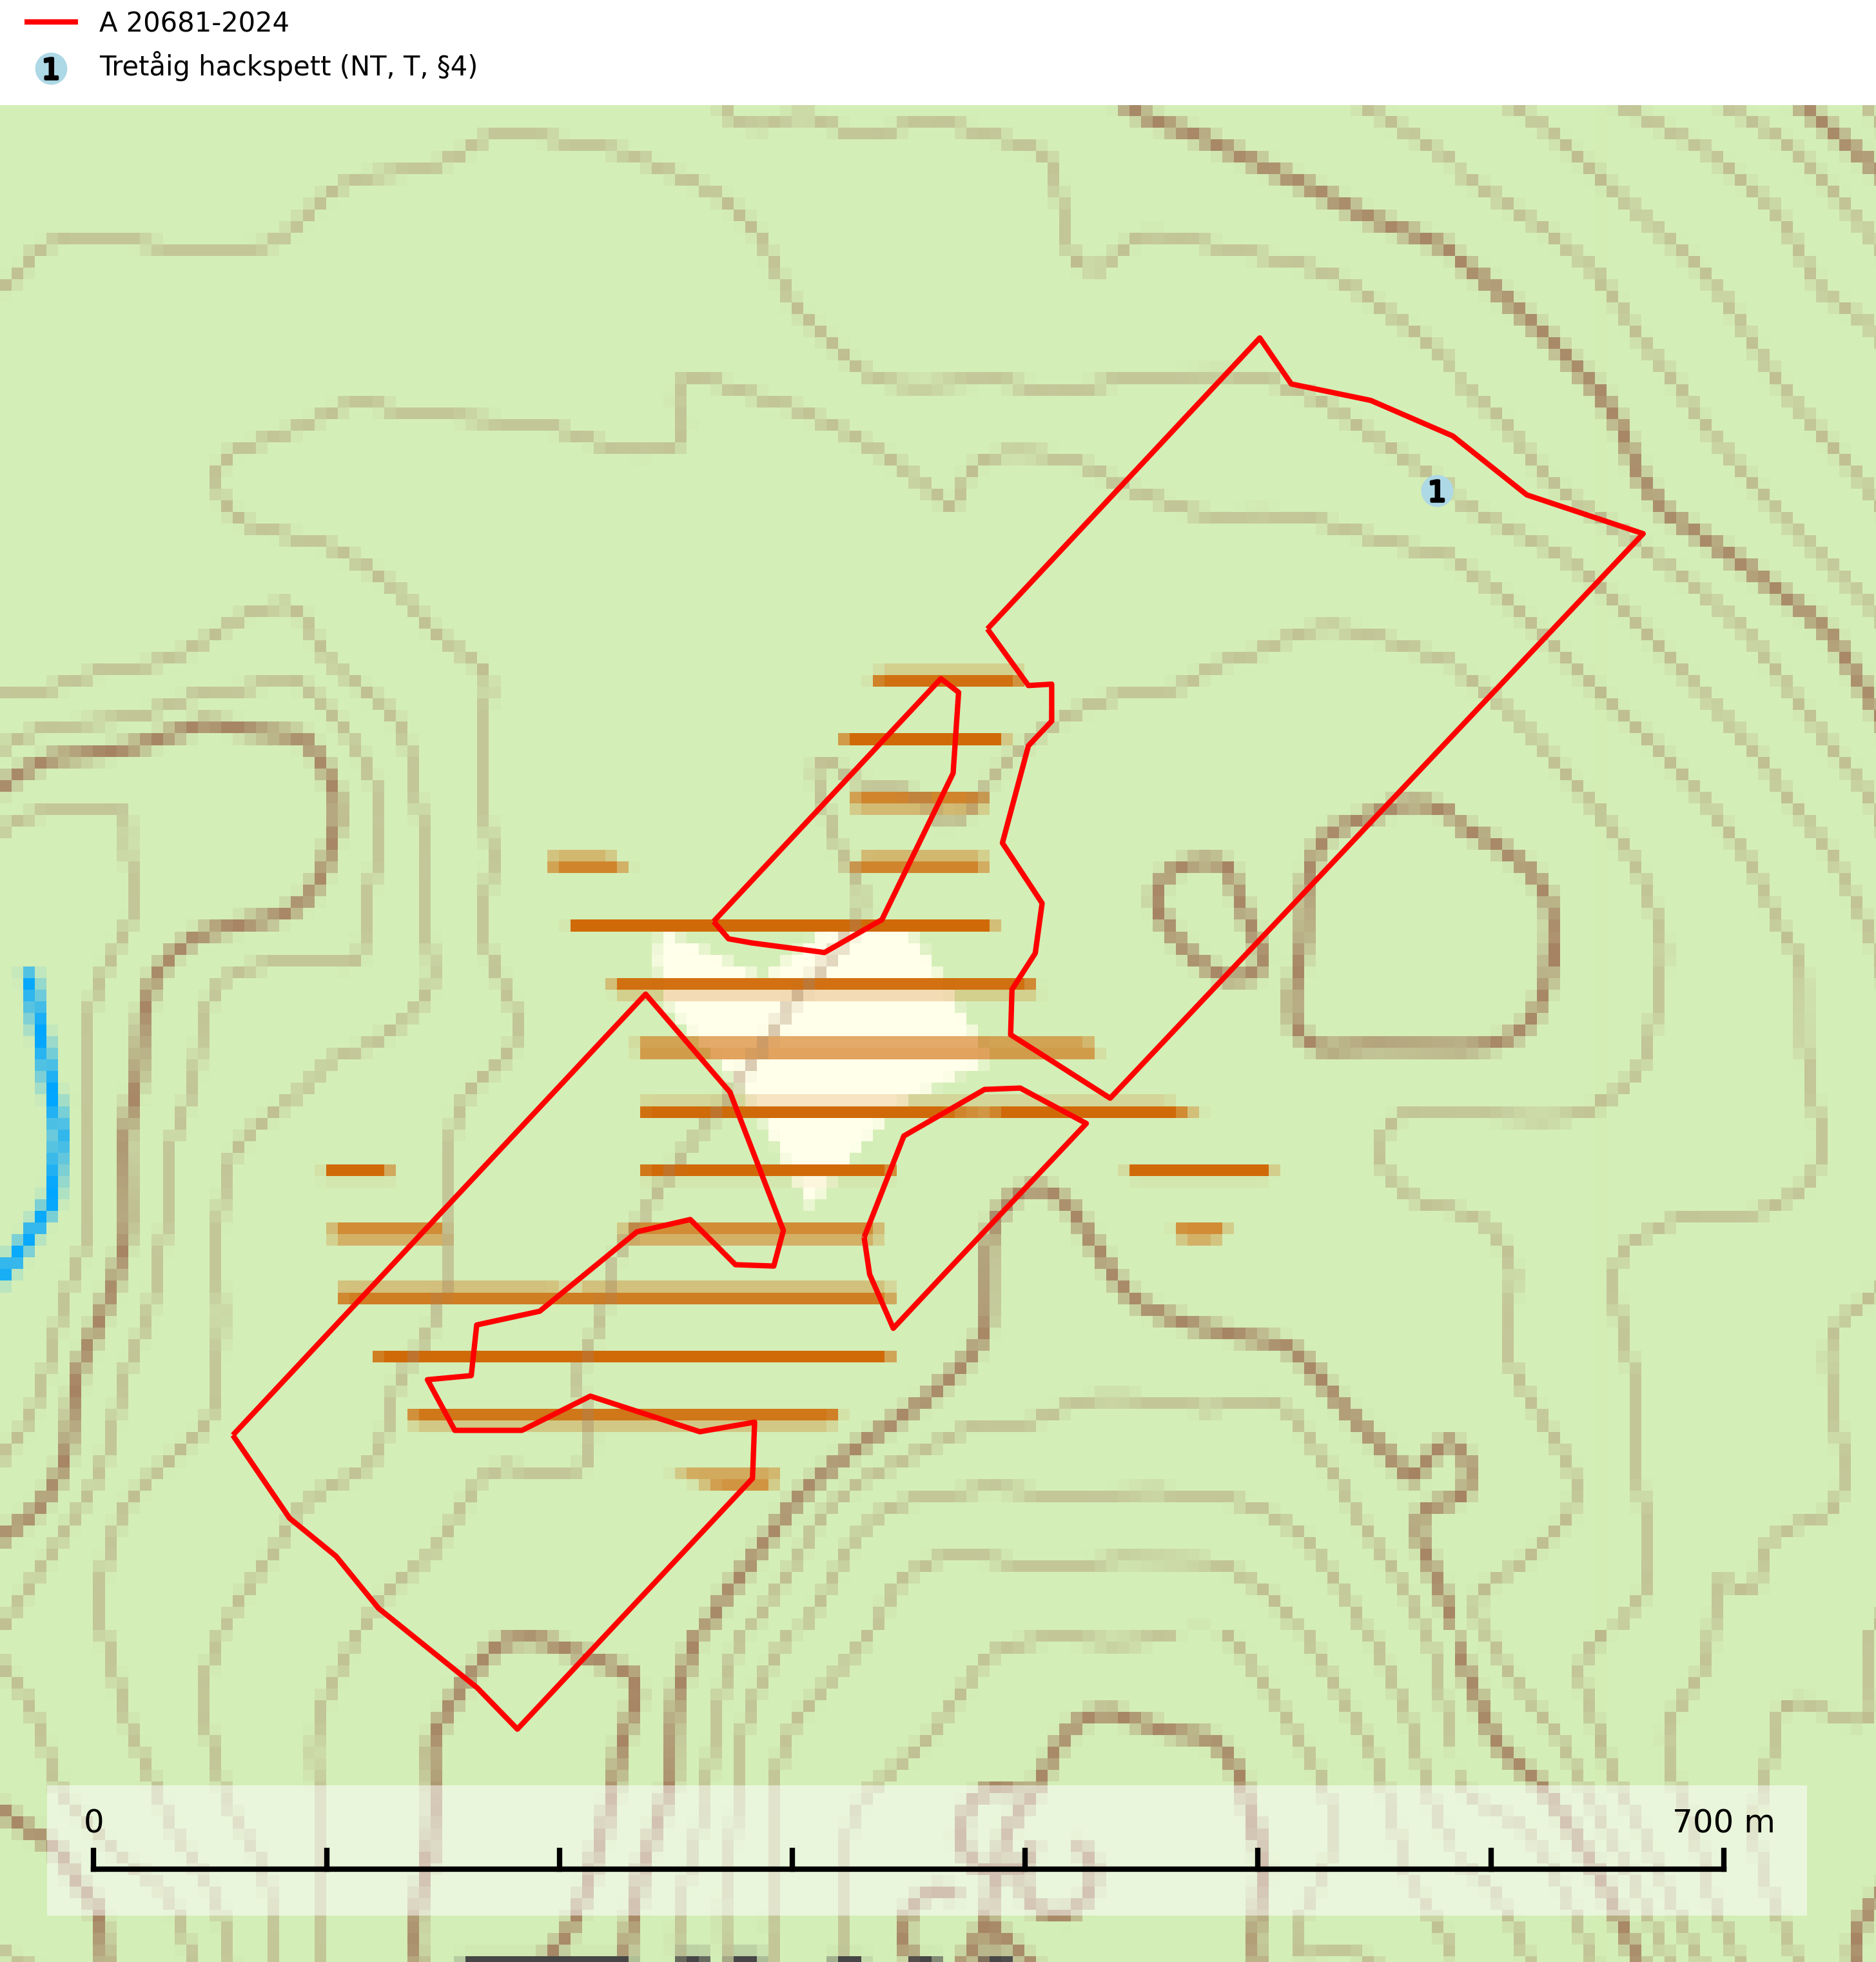 A 20681-2024
1 Tretåig hackspett (NT, T, §4)
1
0 700 m